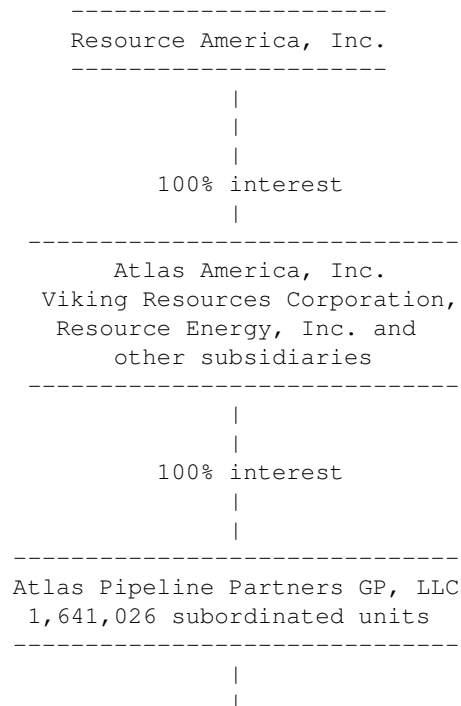 Resource America, Inc.
100% interest
Atlas America, Inc.
Viking Resources Corporation,
Resource Energy, Inc. and
other subsidiaries
100% interest
Atlas Pipeline Partners GP, LLC
1,641,026 subordinated units